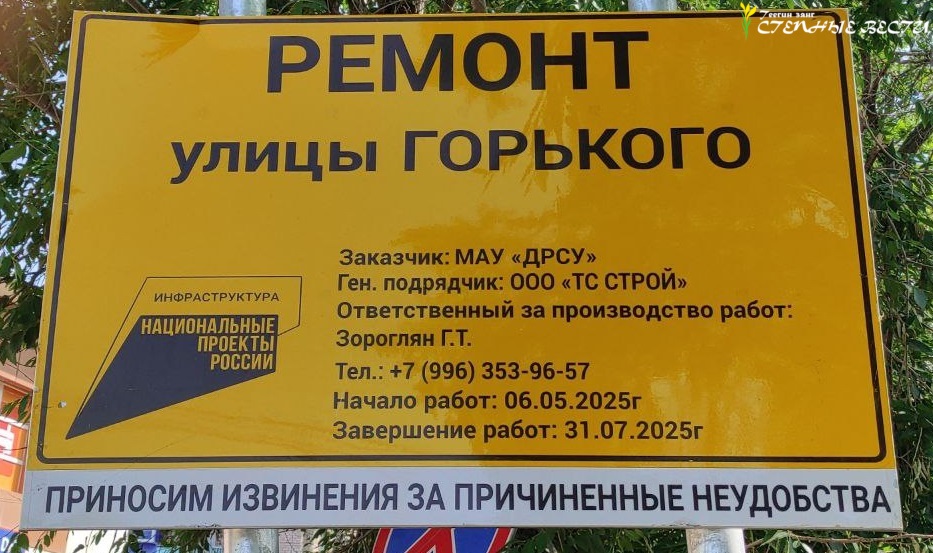 Теегин зәңг
СТЕПНЫЕ ВЕСТИ
РЕМОНТ
улицы ГОРЬКОГО
Заказчик: МАУ «ДРСУ»
Ген. подрядчик: ООО «ТС СТРОЙ»
Ответственный за производство работ:
Зороглян Г.Т.
Тел.: +7 (996) 353-96-57
Начало работ: 06.05.2025г
Завершение работ: 31.07.2025г
ИНФРАСТРУКТУРА
НАЦИОНАЛЬНЫЕ
ПРОЕКТЫ
РОССИИ
ПРИНОСИМ ИЗВИНЕНИЯ ЗА ПРИЧИНЕННЫЕ НЕУДОБСТВА